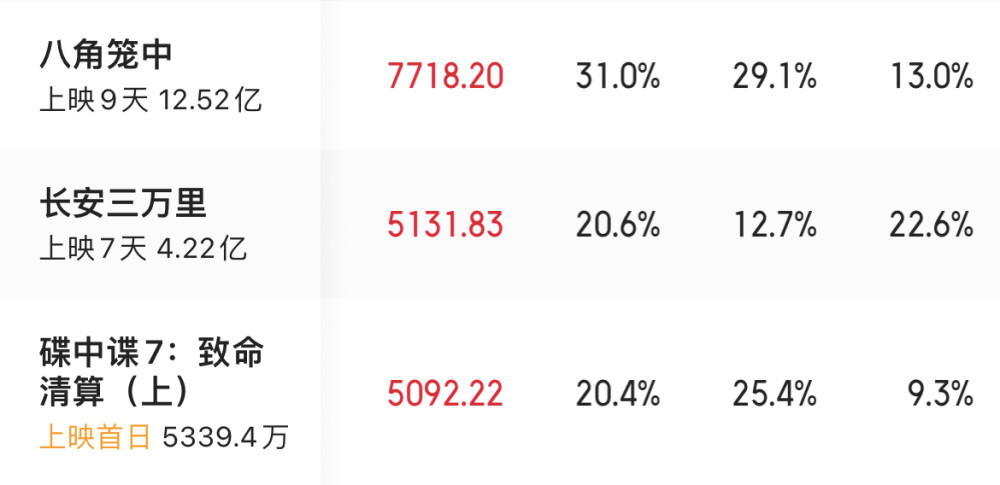 八角笼中 7718.20 31.0% 29.1% 13.0%
上映9天 12.52亿
长安三万里 5131.83 20.6% 12.7% 22.6%
上映7天 4.22亿
碟中谍7：致命
清算（上） 5092.22 20.4% 25.4% 9.3%
上映首日 5339.4万